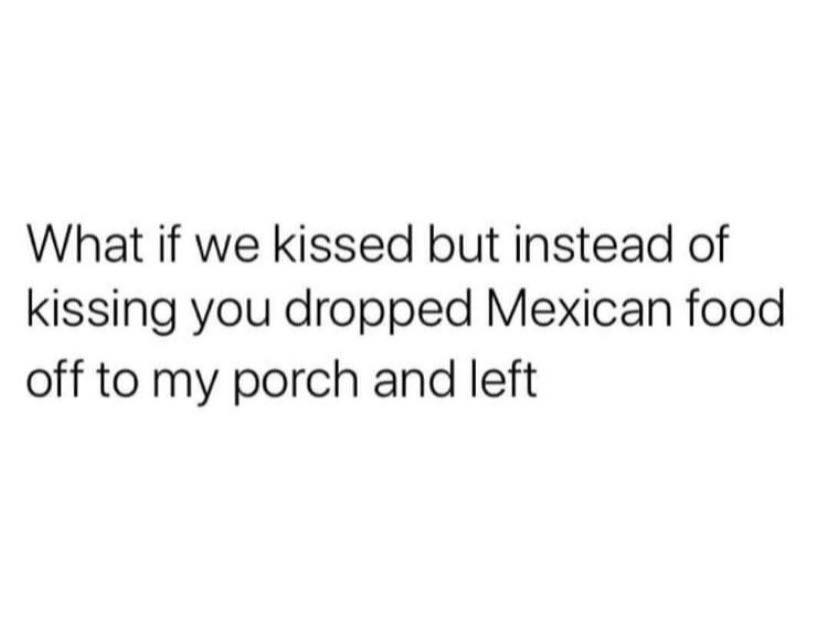 What if we kissed but instead of
kissing you dropped Mexican food
off to my porch and left